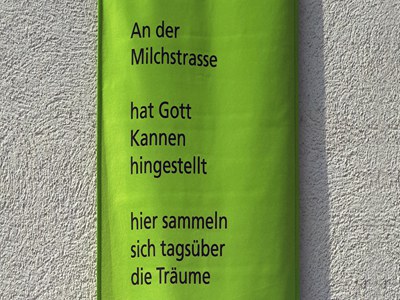 An der
Milchstrasse
hat Gott
Kannen
hingestellt
hier sammeln
sich tagsüber
die Träume